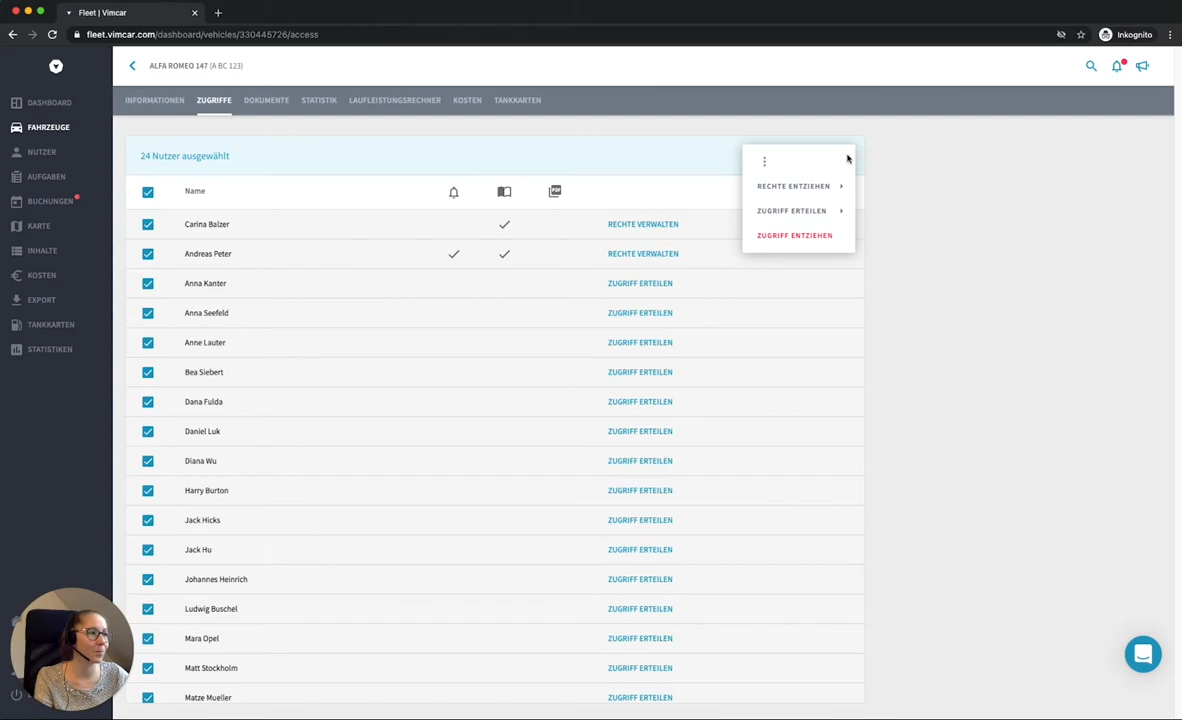 Fleet | Vimcar
fleet.vimcar.com/dashboard/vehicles/330445726/access
Inkognito
ALFA ROMEO 147 (A BC 123)
DASHBOARD
FAHRZEUGE
NUTZER
AUFGABEN
BUCHUNGEN
KARTE
INHALTE
KOSTEN
EXPORT
TANKKARTEN
STATISTIKEN
INFORMATIONEN ZUGRIFFE DOKUMENTE STATISTIK LAUFLEISTUNGSRECHNER KOSTEN TANKKARTEN
24 Nutzer ausgewählt
RECHTE ENTZIEHEN
ZUGRIFF ERTEILEN
ZUGRIFF ENTZIEHEN
Name PDF
Carina Balzer RECHTE VERWALTEN
Andreas Peter RECHTE VERWALTEN
Anna Kanter ZUGRIFF ERTEILEN
Anna Seefeld ZUGRIFF ERTEILEN
Anne Lauter ZUGRIFF ERTEILEN
Bea Siebert ZUGRIFF ERTEILEN
Dana Fulda ZUGRIFF ERTEILEN
Daniel Luk ZUGRIFF ERTEILEN
Diana Wu ZUGRIFF ERTEILEN
Harry Burton ZUGRIFF ERTEILEN
Jack Hicks ZUGRIFF ERTEILEN
Jack Hu ZUGRIFF ERTEILEN
Johannes Heinrich ZUGRIFF ERTEILEN
Ludwig Buschel ZUGRIFF ERTEILEN
Mara Opel ZUGRIFF ERTEILEN
Matt Stockholm ZUGRIFF ERTEILEN
Matze Mueller ZUGRIFF ERTEILEN